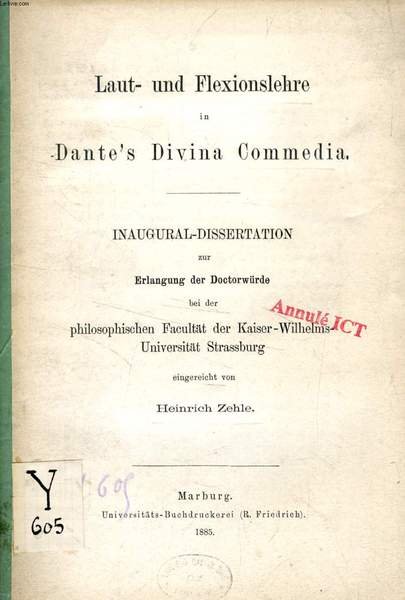 Laut- und Flexionslehre
in
Dante's Divina Commedia.
INAUGURAL-DISSERTATION
zur
Erlangung der Doctorwürde
bei der
Annulé ICT
philosophischen Facultät der Kaiser-Wilhelms-
Universität Strassburg
eingereicht von
Heinrich Zehle.
Y
605
605
Marburg.
Universitäts-Buchdruckerei (R. Friedrich).
1885.